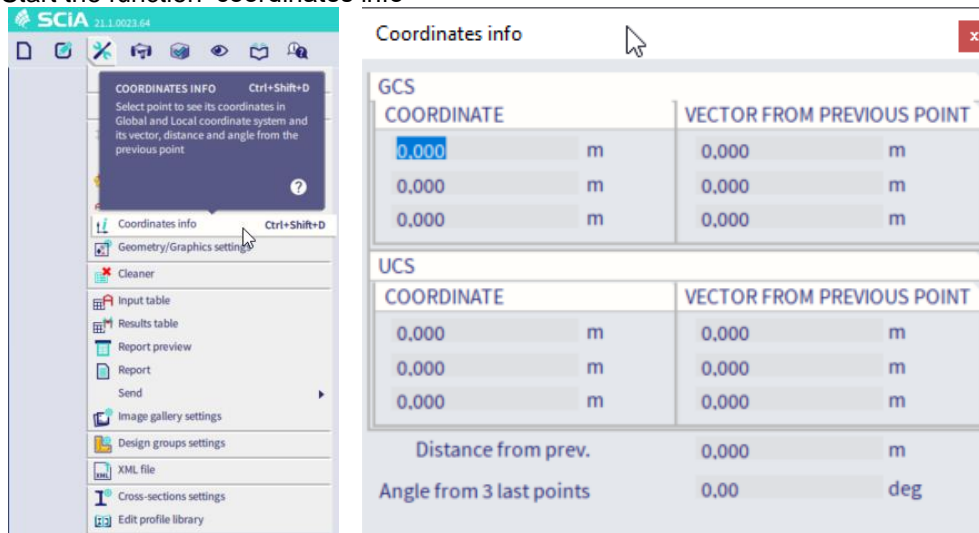 Start the function "coordinates info"
SCiA 21.1.0023.64
COORDINATES INFO Ctrl+Shift+D
Select point to see its coordinates in
Global and Local coordinate system and
its vector, distance and angle from the
previous point
Coordinates info Ctrl+Shift+D
Geometry/Graphics settings
Cleaner
Input table
Results table
Report preview
Report
Send
Image gallery settings
Design groups settings
XML file
Cross-sections settings
Edit profile library
Coordinates info
x
GCS
COORDINATE VECTOR FROM PREVIOUS POINT
0,000 m 0,000 m
0,000 m 0,000 m
0,000 m 0,000 m
UCS
COORDINATE VECTOR FROM PREVIOUS POINT
0,000 m 0,000 m
0,000 m 0,000 m
0,000 m 0,000 m
Distance from prev. 0,000 m
Angle from 3 last points 0,00 deg